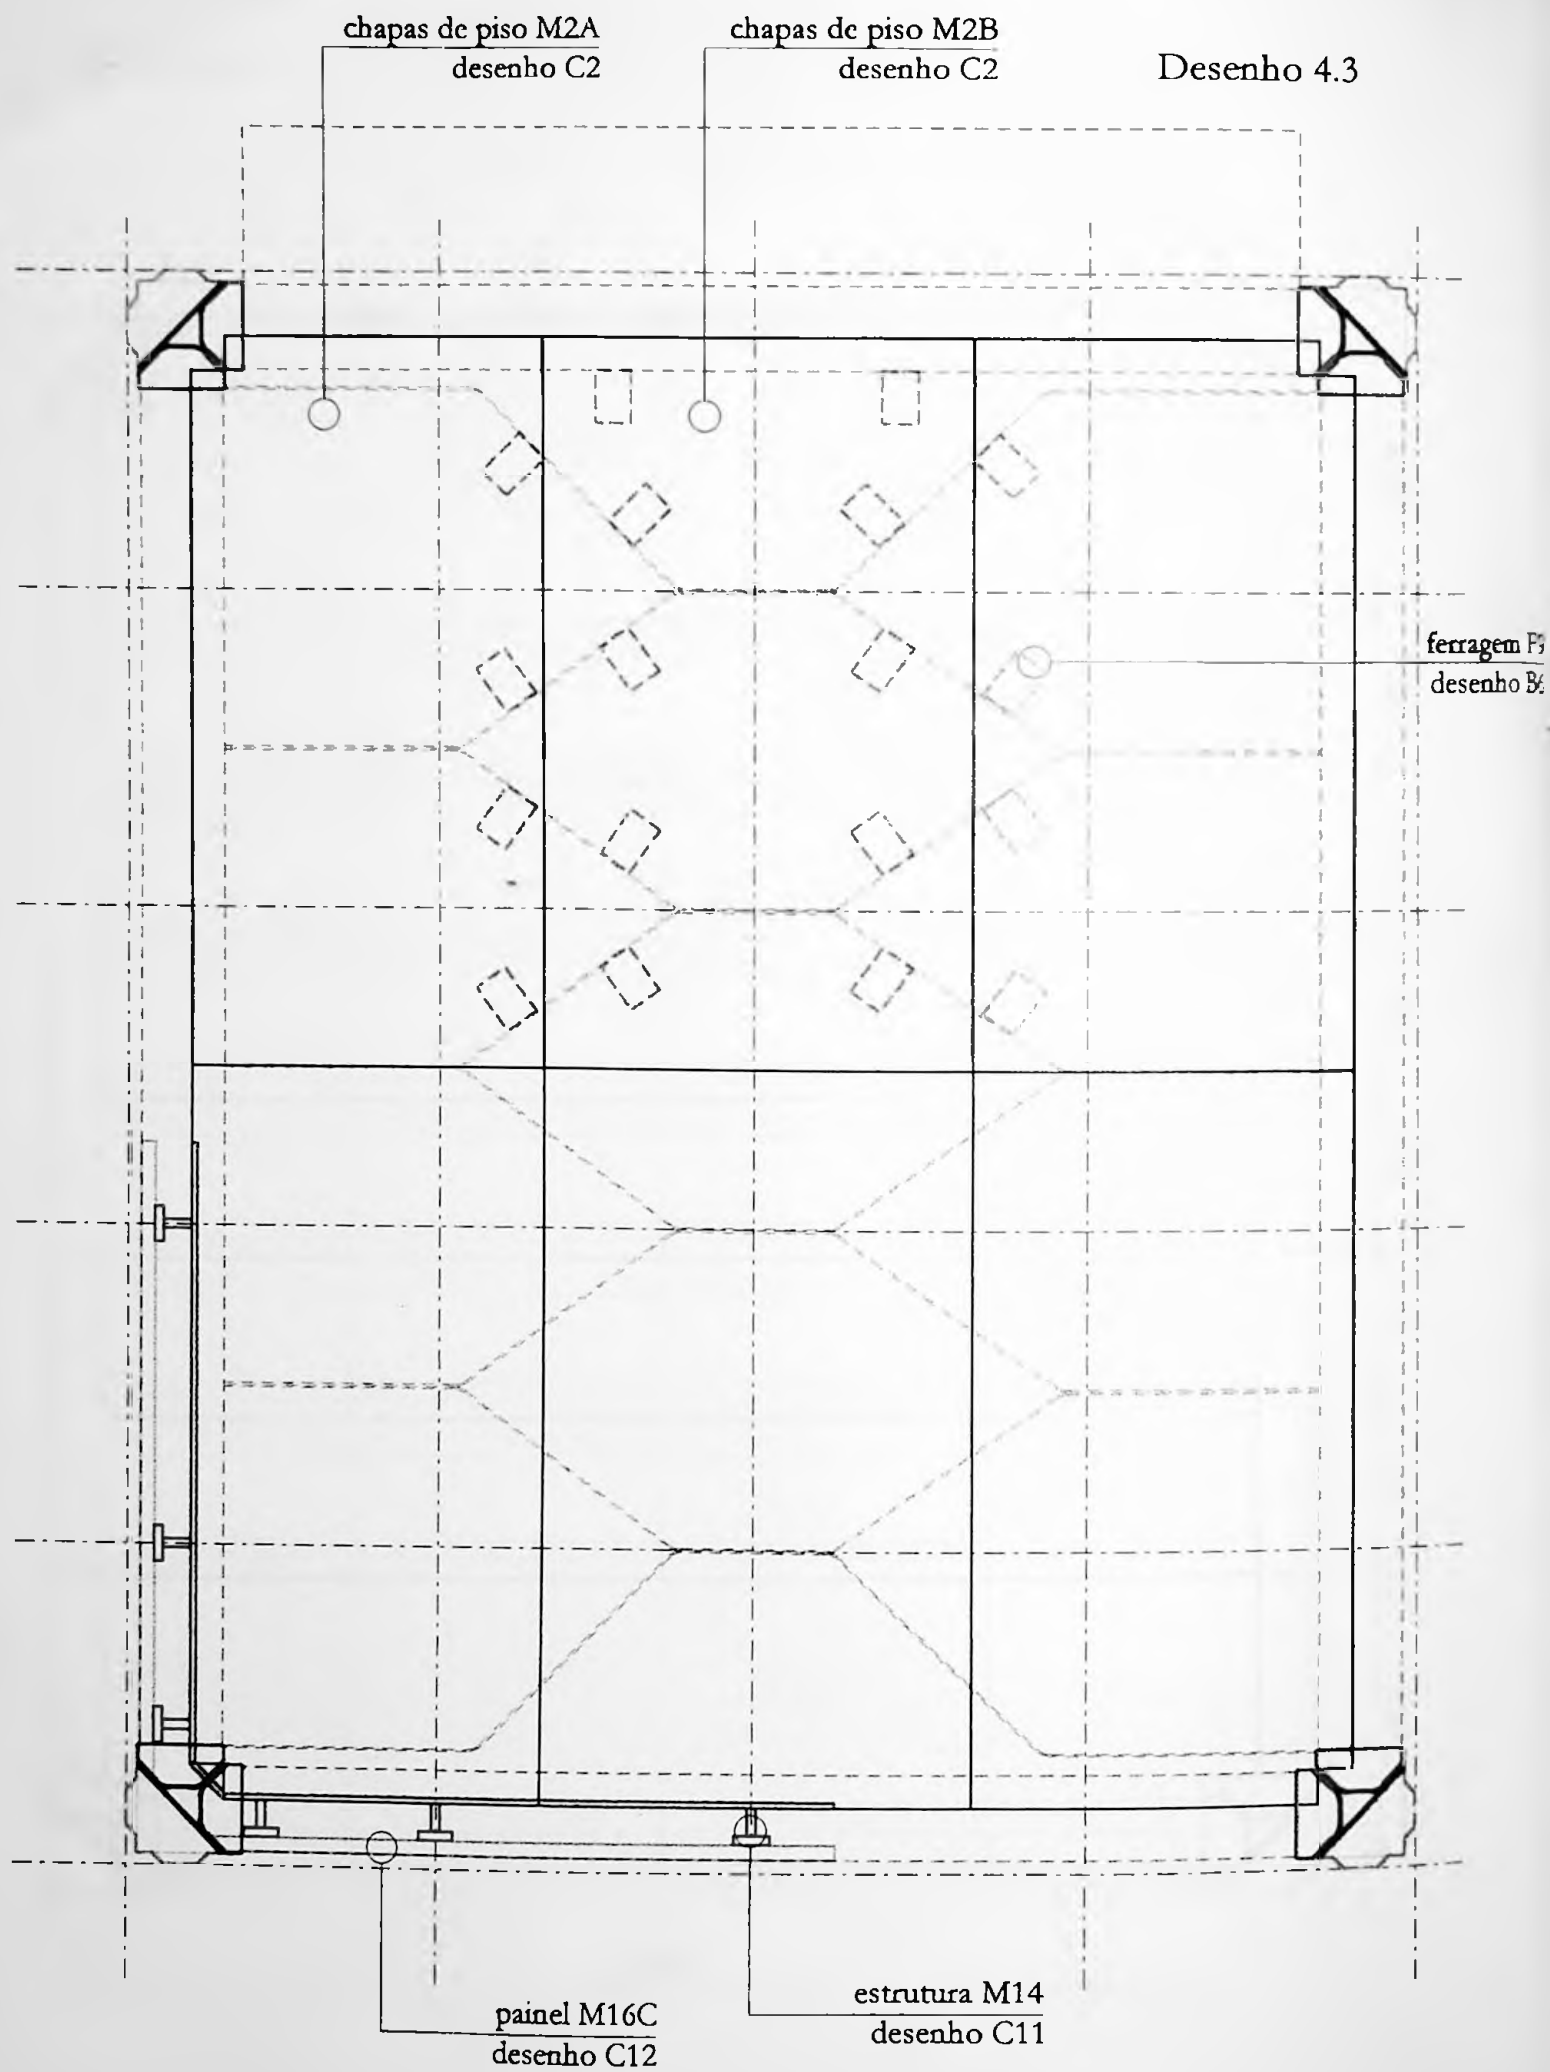 chapas de piso M2A
desenho C2
chapas de piso M2B
desenho C2
Desenho 4.3
ferragem
desenho
painel M16C
desenho C12
estrutura M14
desenho C11